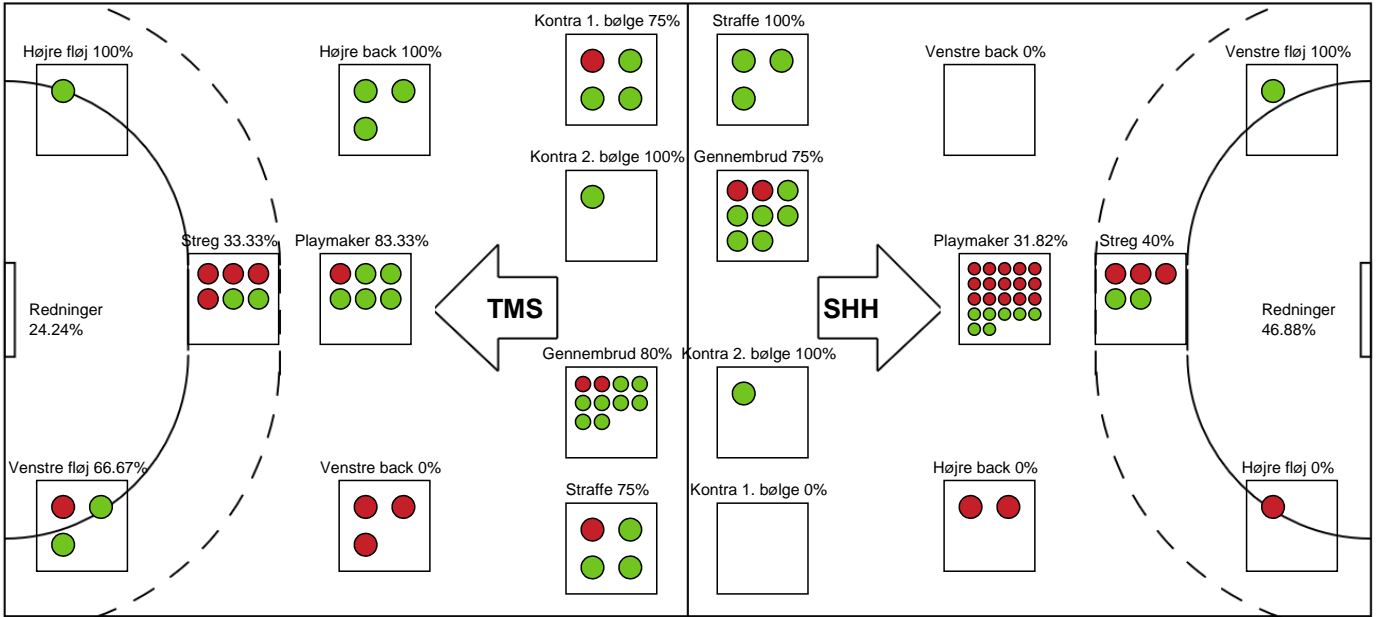 Kontra 1. bølge 75%
Straffe 100%
Højre fløj 100%
Højre back 100%
Venstre back 0%
Venstre fløj 100%
Kontra 2. bølge 100%
Gennembrud 75%
Streg 33.33%
Playmaker 83.33%
Playmaker 31.82%
Streg 40%
Redninger
24.24%
TMS
SHH
Redninger
46.88%
Gennembrud 80%
Kontra 2. bølge 100%
Venstre fløj 66.67%
Venstre back 0%
Højre back 0%
Højre fløj 0%
Straffe 75%
Kontra 1. bølge 0%